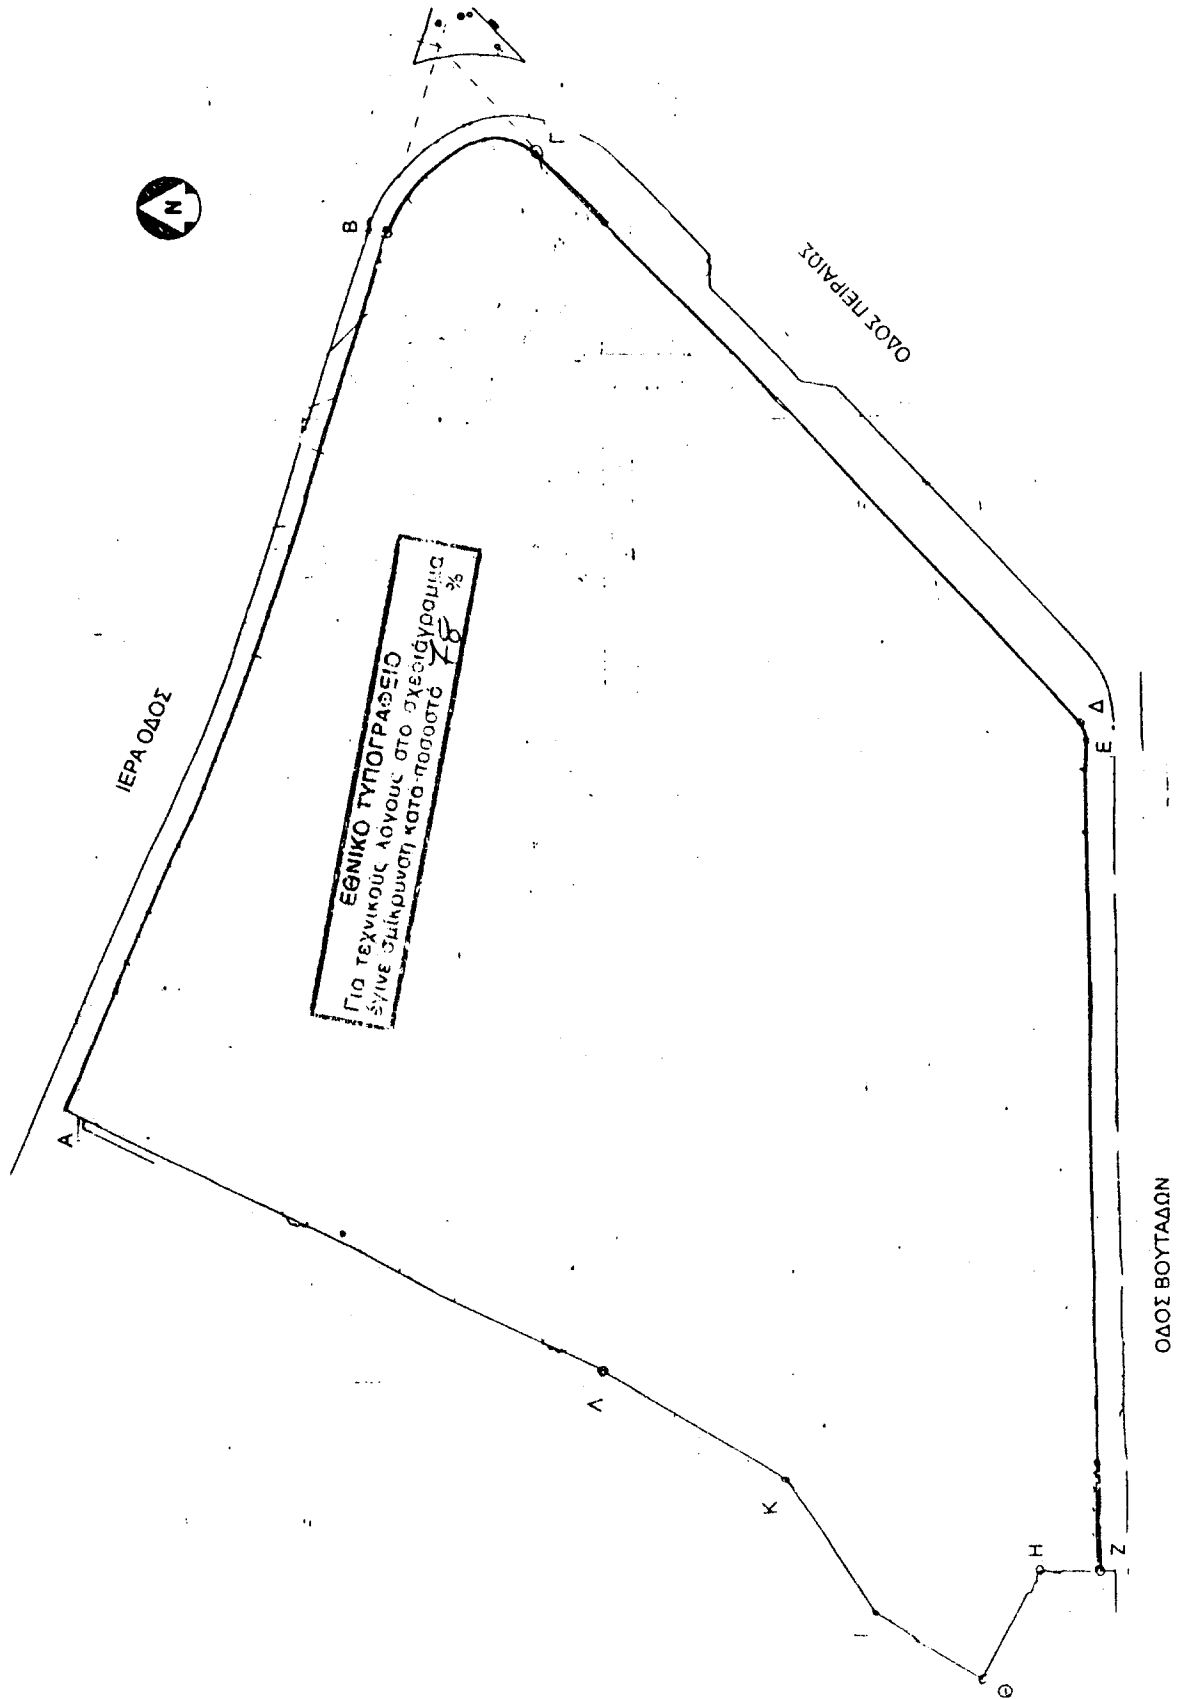 N
Β
Γ
ΟΔΟΣ ΠΕΙΡΑΙΩΣ
ΙΕΡΑ ΟΔΟΣ
ΕΘΝΙΚΟ ΤΥΠΟΓΡΑΦΕΙΟ
Για τεχνικούς λόγους στο σχεδιάγραμμα
έγινε σμίκρυνση κατα ποσοστό 78 %
Δ
Ε
Α
Λ
Κ
Ι
Θ
Η
Ζ
ΟΔΟΣ ΒΟΥΤΑΔΩΝ